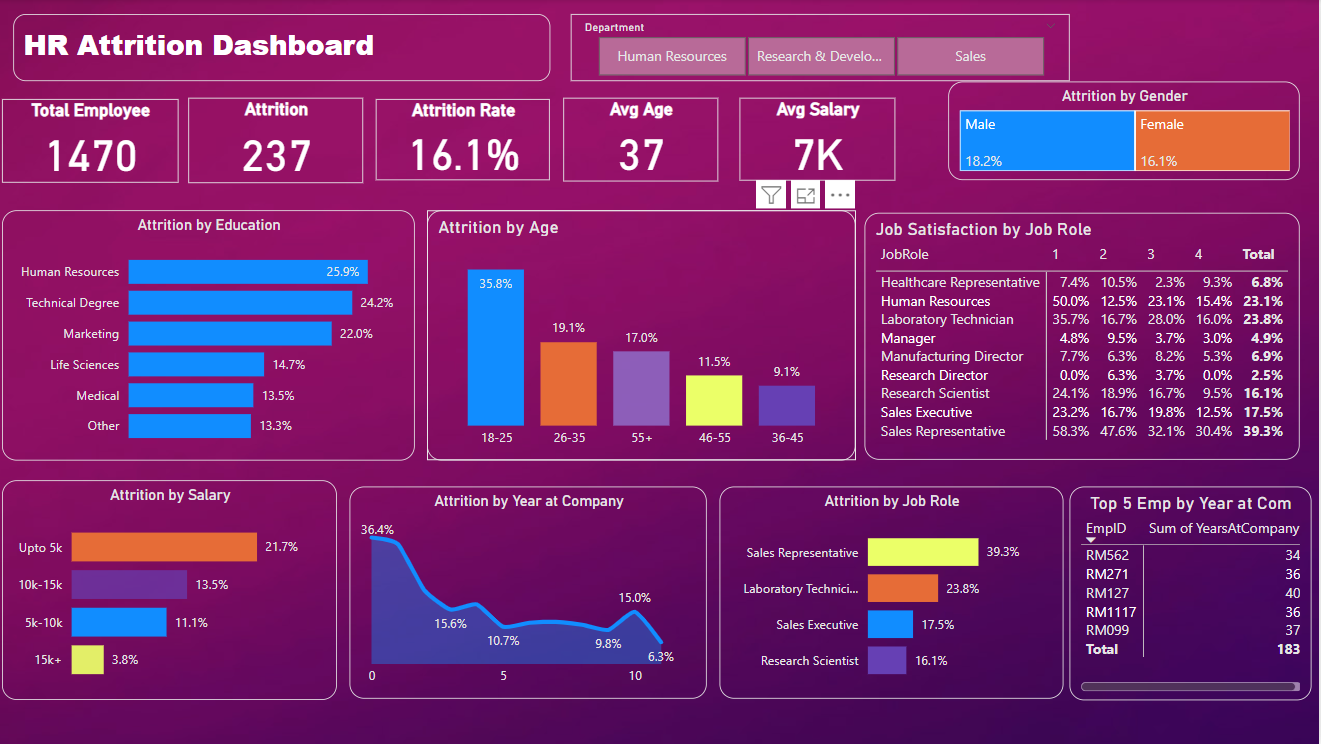 HR Attrition Dashboard
Department
Human Resources
Research & Develo...
Sales
Total Employee
1470
Attrition
237
Attrition Rate
16.1%
Avg Age
37
Avg Salary
7K
Attrition by Gender
Male
18.2%
Female
16.1%
Attrition by Education
Human Resources 25.9%
Technical Degree 24.2%
Marketing 22.0%
Life Sciences 14.7%
Medical 13.5%
Other 13.3%
Attrition by Age
35.8%
19.1%
17.0%
11.5%
9.1%
18-25 26-35 55+ 46-55 36-45
Job Satisfaction by Job Role
JobRole 1 2 3 4 Total
Healthcare Representative 7.4% 10.5% 2.3% 9.3% 6.8%
Human Resources 50.0% 12.5% 23.1% 15.4% 23.1%
Laboratory Technician 35.7% 16.7% 28.0% 16.0% 23.8%
Manager 4.8% 9.5% 3.7% 3.0% 4.9%
Manufacturing Director 7.7% 6.3% 8.2% 5.3% 6.9%
Research Director 0.0% 6.3% 3.7% 0.0% 2.5%
Research Scientist 24.1% 18.9% 16.7% 9.5% 16.1%
Sales Executive 23.2% 16.7% 19.8% 12.5% 17.5%
Sales Representative 58.3% 47.6% 32.1% 30.4% 39.3%
Attrition by Salary
Upto 5k 21.7%
10k-15k 13.5%
5k-10k 11.1%
15k+ 3.8%
Attrition by Year at Company
36.4%
15.6%
10.7%
9.8%
15.0%
6.3%
0 5 10
Attrition by Job Role
Sales Representative 39.3%
Laboratory Technici... 23.8%
Sales Executive 17.5%
Research Scientist 16.1%
Top 5 Emp by Year at Com
EmpID Sum of YearsAtCompany
RM562 34
RM271 36
RM127 40
RM1117 36
RM099 37
Total 183